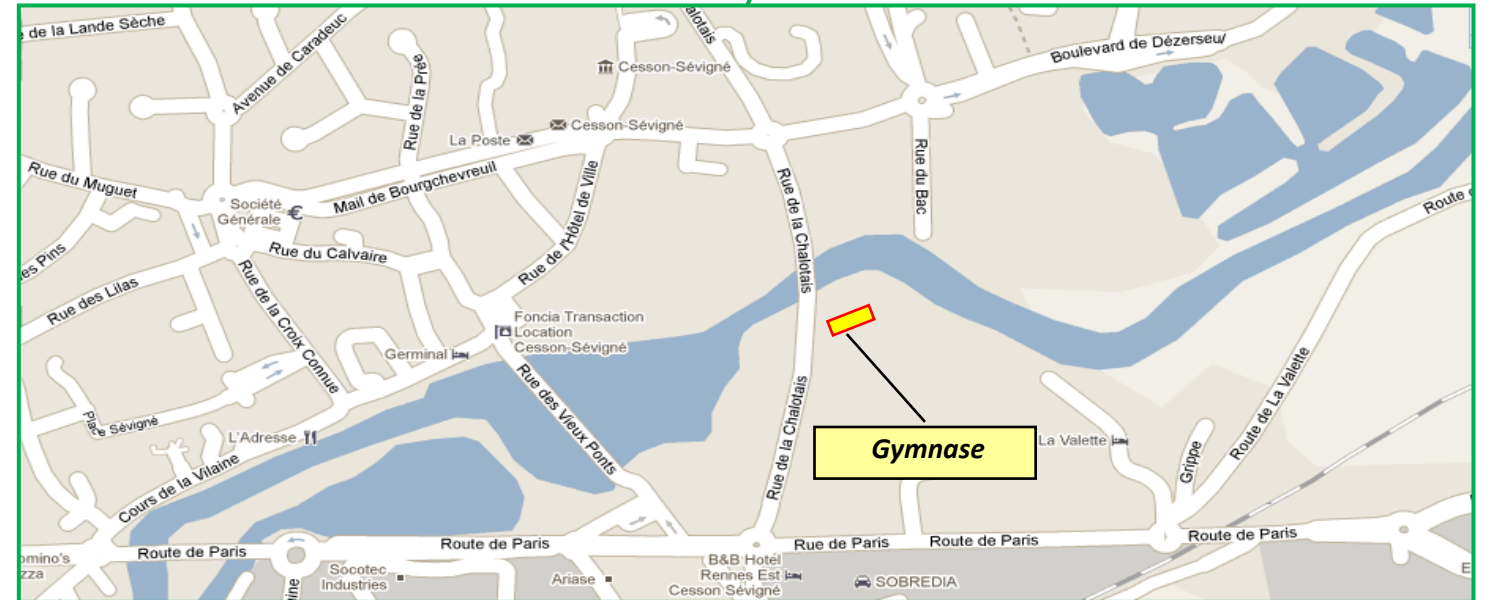 e de la Lande Sèche
Avenue de Caradeuc
Rue de la Prée
alotais
Cesson-Sévigné
Boulevard de Dézerseul
La Poste
Cesson-Sévigné
Rue du Muguet
Société
Générale
Mail de Bourgchevreuil
Rue de l'Hôtel de Ville
Rue de la Chalotais
Rue du Bac
Route
es Pins
Rue du Calvaire
Rue des Lilas
Rue de la Croix Connue
Foncia Transaction
Location
Cesson-Sévigné
Germinal
Place Sévigné
L'Adresse
Cours de la Vilaine
Rue des Vieux Ponts
Rue de la Chalotais
Gymnase
La Valette
Grippe
Route de La Valette
omino's
zza
Route de Paris
Route de Paris
Rue de Paris
Route de Paris
Route de Paris
Socotec
Industries
aine
Ariase
B&B Hotel
Rennes Est
Cesson Sévigné
SOBREDIA
E